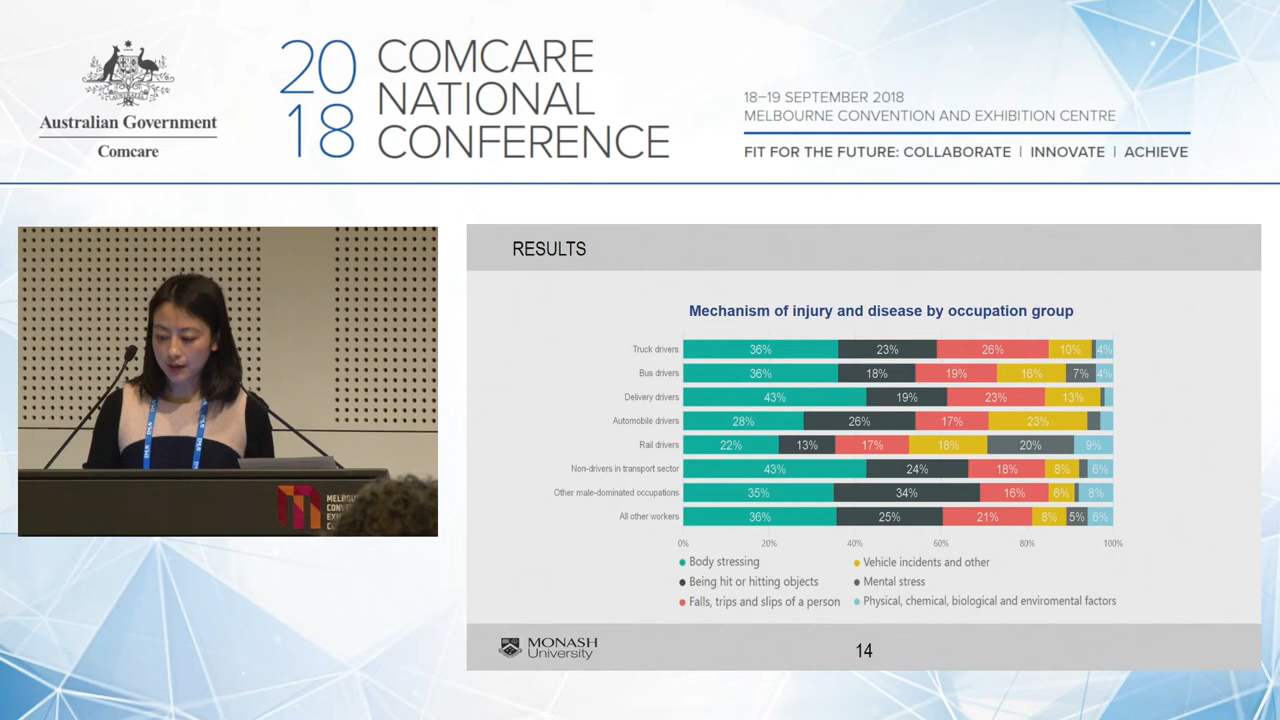 Australian Government
Comcare
2018
COMCARE
NATIONAL
CONFERENCE
18–19 SEPTEMBER 2018
MELBOURNE CONVENTION AND EXHIBITION CENTRE
FIT FOR THE FUTURE: COLLABORATE | INNOVATE | ACHIEVE
RESULTS
Mechanism of injury and disease by occupation group
Truck drivers 36% 23% 26% 10% 4%
Bus drivers 36% 18% 19% 16% 7% 4%
Delivery drivers 43% 19% 23% 13%
Automobile drivers 28% 26% 17% 23%
Rail drivers 22% 13% 17% 18% 20% 9%
Non-drivers in transport sector 43% 24% 18% 8% 6%
Other male-dominated occupations 35% 34% 16% 6% 8%
All other workers 36% 25% 21% 8% 5% 6%
0% 20% 40% 60% 80% 100%
Body stressing
Vehicle incidents and other
Being hit or hitting objects
Mental stress
Falls, trips and slips of a person
Physical, chemical, biological and enviromental factors
MONASH
University
14